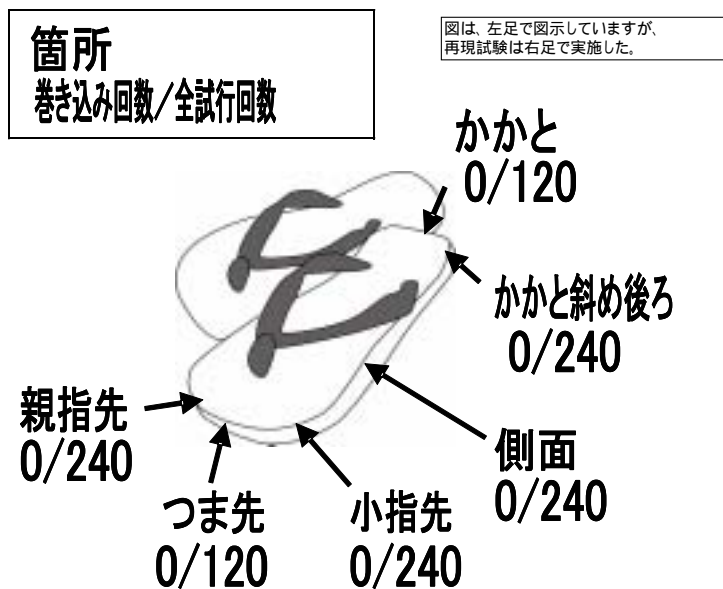 箇所
巻き込み回数/全試行回数
図は、左足で図示していますが、
再現試験は右足で実施した。
かかと
0/120
かかと斜め後ろ
0/240
側面
0/240
親指先
0/240
つま先
0/120
小指先
0/240